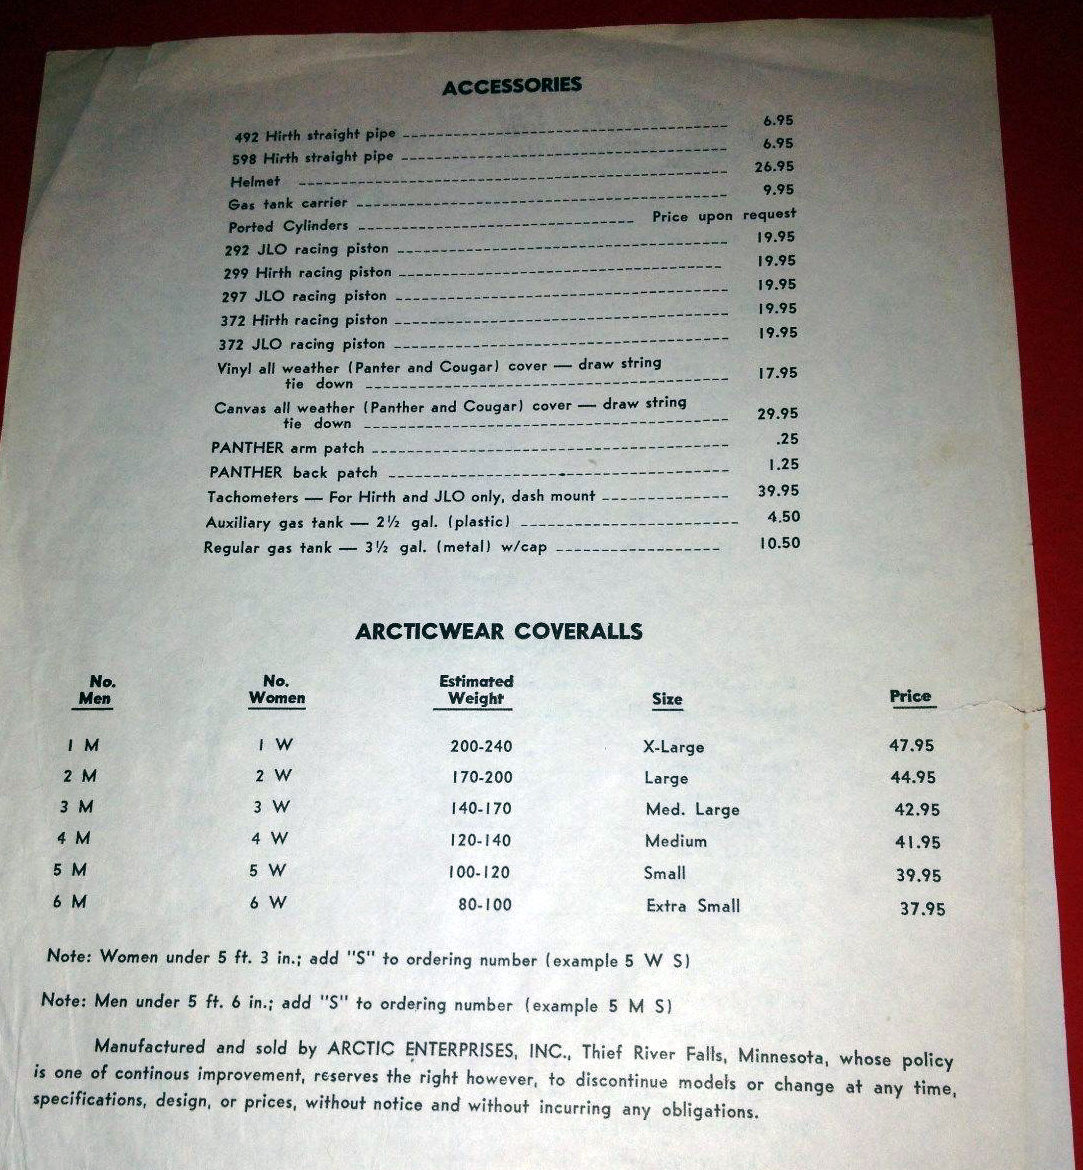 ACCESSORIES
492 Hirth straight pipe 6.95
598 Hirth straight pipe 6.95
Helmet 26.95
Gas tank carrier 9.95
Ported Cylinders Price upon request
292 JLO racing piston 19.95
299 Hirth racing piston 19.95
297 JLO racing piston 19.95
372 Hirth racing piston 19.95
372 JLO racing piston 19.95
Vinyl all weather (Panter and Cougar) cover — draw string
tie down 17.95
Canvas all weather (Panther and Cougar) cover — draw string
tie down 29.95
PANTHER arm patch .25
PANTHER back patch 1.25
Tachometers — For Hirth and JLO only, dash mount 39.95
Auxiliary gas tank — 2½ gal. (plastic) 4.50
Regular gas tank — 3½ gal. (metal) w/cap 10.50
ARCTICWEAR COVERALLS
No. Men No. Women Estimated Weight Size Price
1 M 1 W 200-240 X-Large 47.95
2 M 2 W 170-200 Large 44.95
3 M 3 W 140-170 Med. Large 42.95
4 M 4 W 120-140 Medium 41.95
5 M 5 W 100-120 Small 39.95
6 M 6 W 80-100 Extra Small 37.95
Note: Women under 5 ft. 3 in.; add "S" to ordering number (example 5 W S)
Note: Men under 5 ft. 6 in.; add "S" to ordering number (example 5 M S)
Manufactured and sold by ARCTIC ENTERPRISES, INC., Thief River Falls, Minnesota, whose policy
is one of continous improvement, reserves the right however, to discontinue models or change at any time,
specifications, design, or prices, without notice and without incurring any obligations.